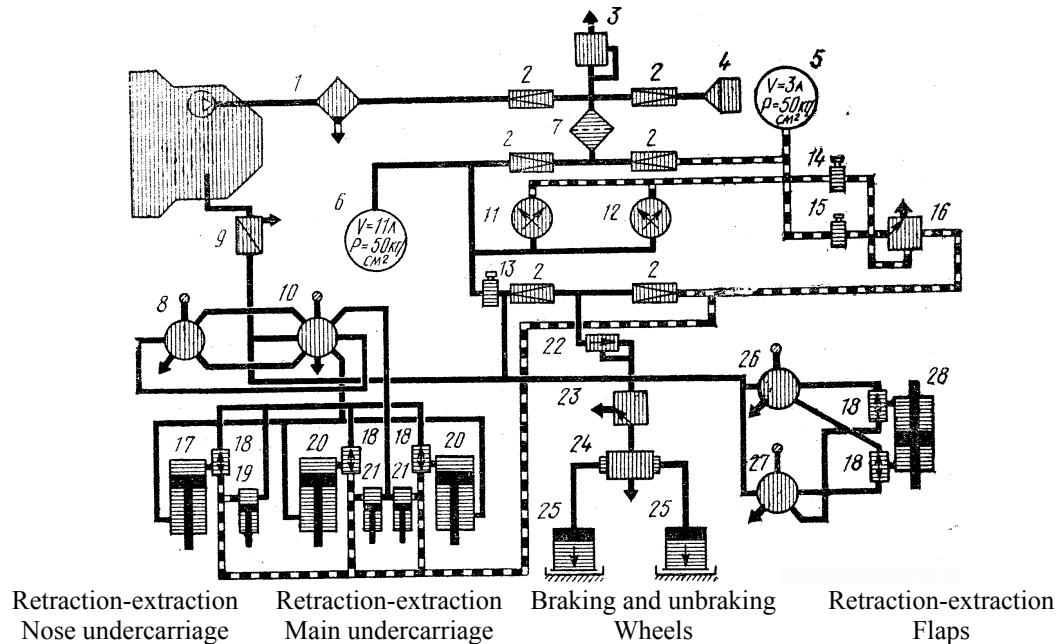 3
1
2
2
4
5
V=3л
P=50кг/
см²
7
2
2
14
6
11
12
V=11л
P=50кг/
см²
15
16
9
13
2
2
8
10
22
26
28
23
18
17
18
20
18
18
20
24
19
21
21
27
18
25
25
Retraction-extraction
Nose undercarriage
Retraction-extraction
Main undercarriage
Braking and unbraking
Wheels
Retraction-extraction
Flaps